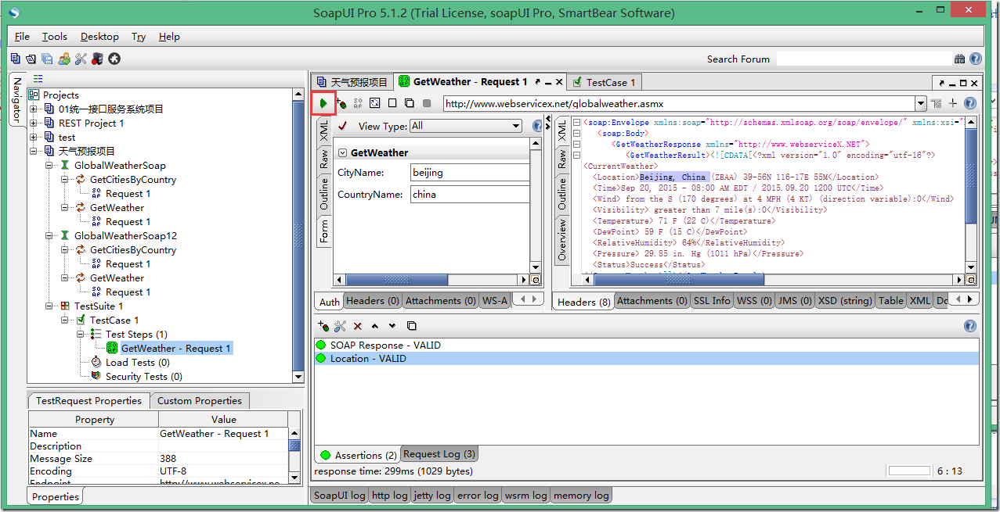 SoapUI Pro 5.1.2 (Trial License, soapUI Pro, SmartBear Software)
File Tools Desktop Try Help
Search Forum
Navigator
Projects
01统一接口服务系统项目
REST Project 1
test
天气预报项目
GlobalWeatherSoap
GetCitiesByCountry
Request 1
GetWeather
Request 1
GlobalWeatherSoap12
GetCitiesByCountry
Request 1
GetWeather
Request 1
TestSuite 1
TestCase 1
Test Steps (1)
GetWeather - Request 1
Load Tests (0)
Security Tests (0)
TestRequest Properties Custom Properties
Property Value
Name GetWeather - Request 1
Description
Message Size 388
Encoding UTF-8
Endpoint http://www.webservicex.ne
Properties
天气预报项目 GetWeather - Request 1 TestCase 1
http://www.webservicex.net/globalweather.asmx
XML
Raw
Outline
Form
View Type: All
GetWeather
CityName: beijing
CountryName: china
Auth Headers (0) Attachments (0) WS-A
XML
Raw
Outline
Overview
<soap:Envelope xmlns:soap="http://schemas.xmlsoap.org/soap/envelope/" xmlns:xsi="
<soap:Body>
<GetWeatherResponse xmlns="http://www.webserviceX.NET">
<GetWeatherResult><![CDATA[<?xml version="1.0" encoding="utf-16"?>
<CurrentWeather>
<Location>Beijing, China (ZBAA) 39-56N 116-17E 55M</Location>
<Time>Sep 20, 2015 - 08:00 AM EDT / 2015.09.20 1200 UTC</Time>
<Wind> from the S (170 degrees) at 4 MPH (4 KT) (direction variable):0</Wind>
<Visibility> greater than 7 mile(s):0</Visibility>
<Temperature> 71 F (22 C)</Temperature>
<DewPoint> 59 F (15 C)</DewPoint>
<RelativeHumidity> 64%</RelativeHumidity>
<Pressure> 29.85 in. Hg (1011 hPa)</Pressure>
<Status>Success</Status>
Headers (8) Attachments (0) SSL Info WSS (0) JMS (0) XSD (string) Table XML Do
SOAP Response - VALID
Location - VALID
Assertions (2) Request Log (3)
response time: 299ms (1029 bytes)
6 : 13
SoapUI log http log jetty log error log wsrm log memory log